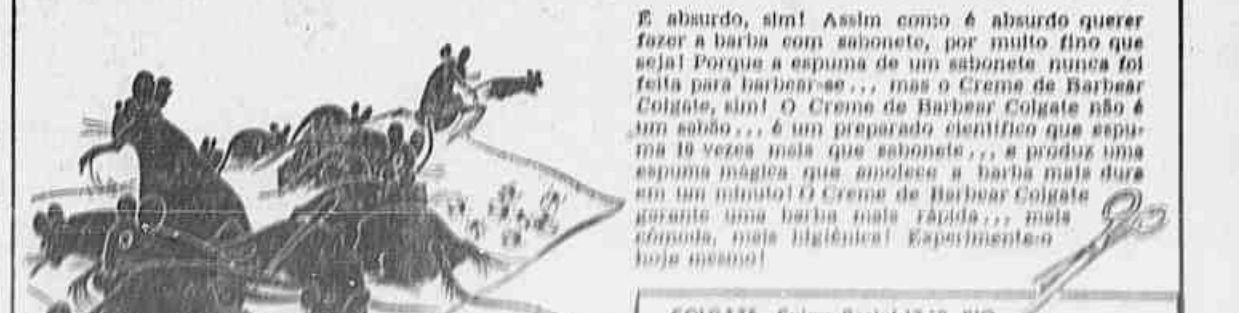 É absurdo, sim! Assim como é absurdo querer
fazer a barba com sabonete, por muito fino que
seja! Porque a espuma de um sabonete nunca foi
feita para barbear-se... mas o Creme de Barbear
Colgate, sim! O Creme de Barbear Colgate não é
um sabão... é um preparado científico que espu-
ma 10 vezes mais que sabonete... e produz uma
espuma mágica que amolece a barba mais dura
em um minuto! O Creme de Barbear Colgate
garante uma barba mais rápida... mais
cômoda, mais higiênica! Experimente-o
hoje mesmo!
COLGATE